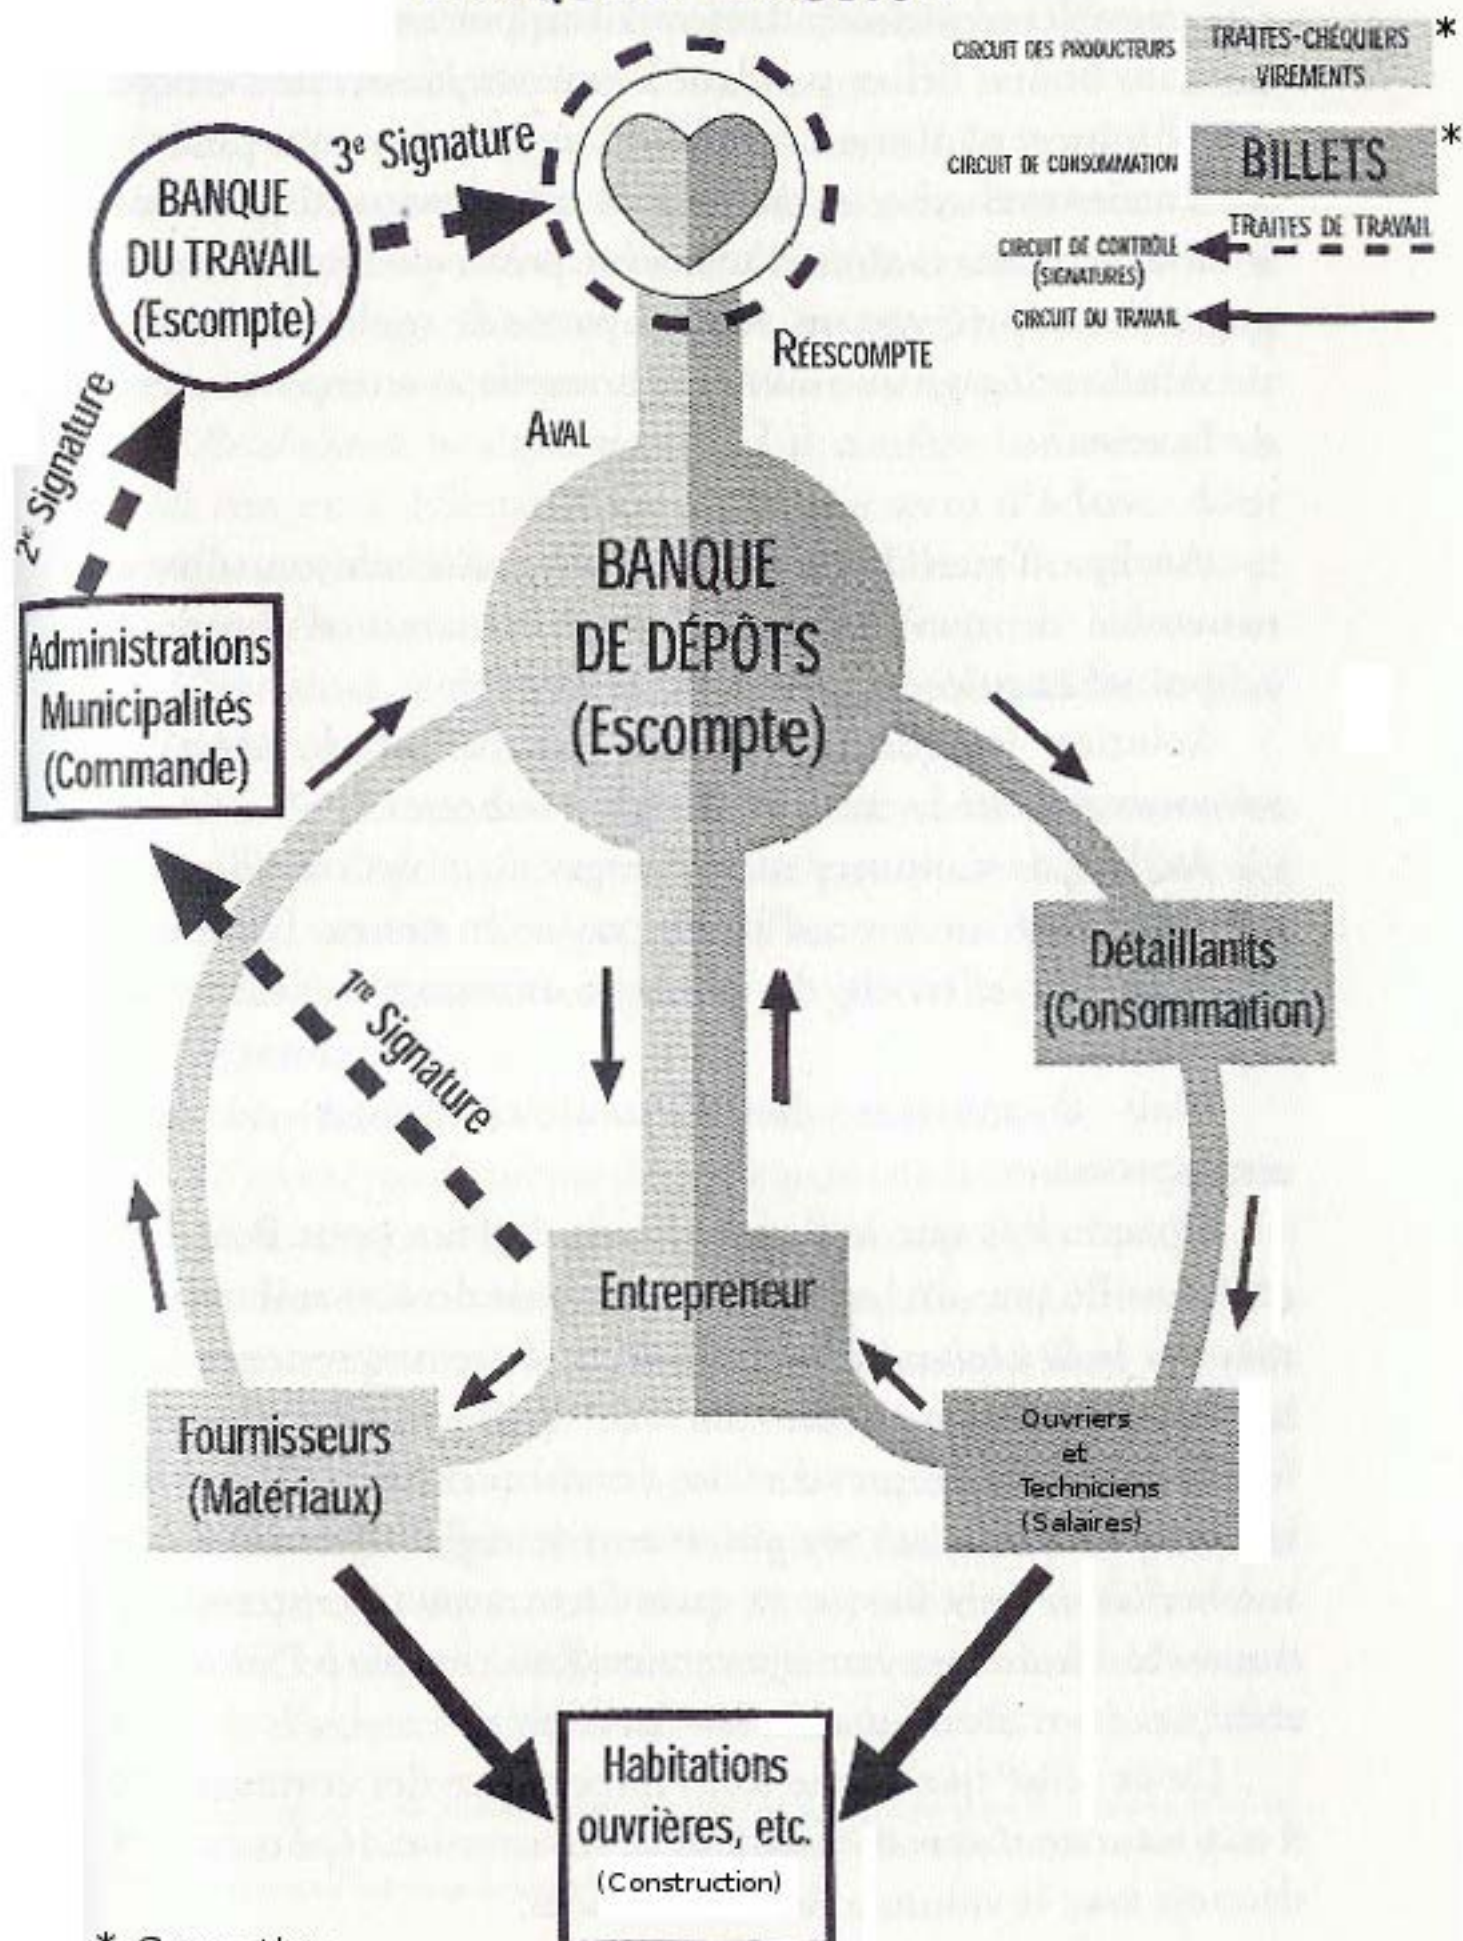 CIRCUIT DES PRODUCTEURS
TRAITES-CHÉQUIERS *
VIREMENTS
CIRCUIT DE CONSOMMATION
BILLETS *
TRAITES DE TRAVAIL
CIRCUIT DE CONTRÔLE
(SIGNATURES)
CIRCUIT DU TRAVAIL
3e Signature
BANQUE
DU TRAVAIL
(Escompte)
RÉESCOMPTE
AVAL
2e Signature
BANQUE
DE DÉPÔTS
(Escompte)
Administrations
Municipalités
(Commande)
Détaillants
(Consommation)
1re Signature
Entrepreneur
Fournisseurs
(Matériaux)
Ouvriers
et
Techniciens
(Salaires)
Habitations
ouvrières, etc.
(Construction)
*